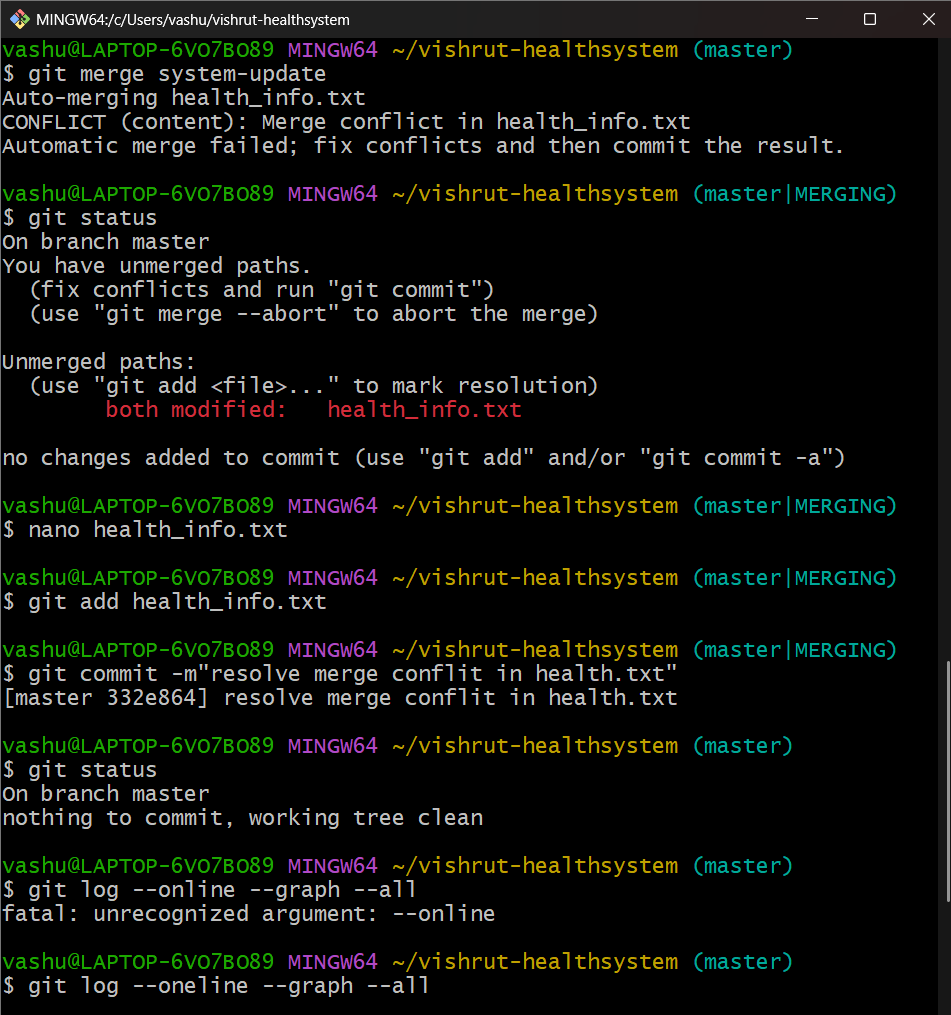 MINGW64:/c/Users/vashu/vishrut-healthsystem
vashu@LAPTOP-6VO7BO89 MINGW64 ~/vishrut-healthsystem (master)
$ git merge system-update
Auto-merging health_info.txt
CONFLICT (content): Merge conflict in health_info.txt
Automatic merge failed; fix conflicts and then commit the result.
vashu@LAPTOP-6VO7BO89 MINGW64 ~/vishrut-healthsystem (master|MERGING)
$ git status
On branch master
You have unmerged paths.
  (fix conflicts and run "git commit")
  (use "git merge --abort" to abort the merge)
Unmerged paths:
  (use "git add <file>..." to mark resolution)
        both modified:   health_info.txt
no changes added to commit (use "git add" and/or "git commit -a")
vashu@LAPTOP-6VO7BO89 MINGW64 ~/vishrut-healthsystem (master|MERGING)
$ nano health_info.txt
vashu@LAPTOP-6VO7BO89 MINGW64 ~/vishrut-healthsystem (master|MERGING)
$ git add health_info.txt
vashu@LAPTOP-6VO7BO89 MINGW64 ~/vishrut-healthsystem (master|MERGING)
$ git commit -m"resolve merge conflit in health.txt"
[master 332e864] resolve merge conflit in health.txt
vashu@LAPTOP-6VO7BO89 MINGW64 ~/vishrut-healthsystem (master)
$ git status
On branch master
nothing to commit, working tree clean
vashu@LAPTOP-6VO7BO89 MINGW64 ~/vishrut-healthsystem (master)
$ git log --online --graph --all
fatal: unrecognized argument: --online
vashu@LAPTOP-6VO7BO89 MINGW64 ~/vishrut-healthsystem (master)
$ git log --oneline --graph --all